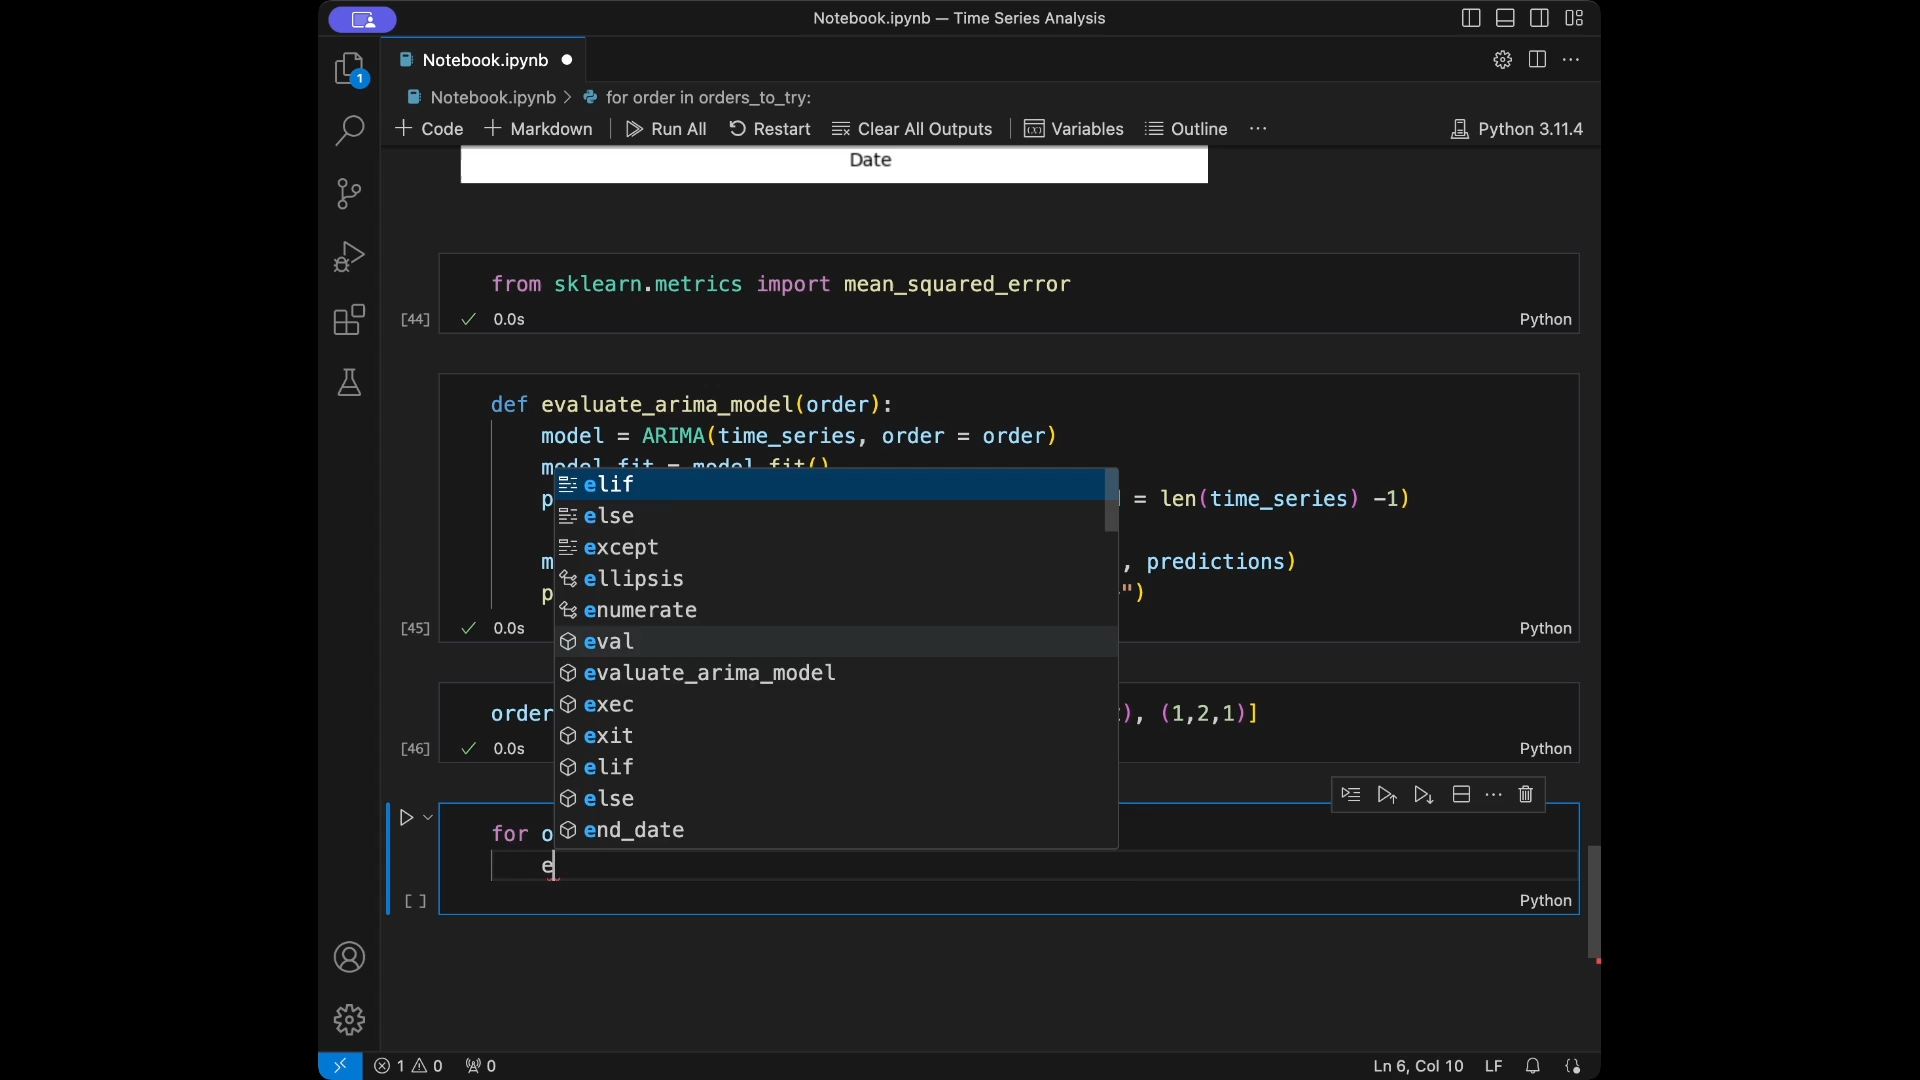 Notebook.ipynb — Time Series Analysis
Notebook.ipynb
1
Notebook.ipynb > for order in orders_to_try:
Code Markdown Run All Restart Clear All Outputs Variables Outline ... Python 3.11.4
Date
from sklearn.metrics import mean_squared_error
[44] 0.0s Python
def evaluate_arima_model(order):
model = ARIMA(time_series, order = order)
model_fit = model.fit()
p = len(time_series) -1)
m , predictions)
p ")
[45] 0.0s Python
elif
else
except
ellipsis
enumerate
eval
evaluate_arima_model
exec
exit
elif
else
end_date
order ), (1,2,1)]
[46] 0.0s Python
for o
e
[ ] Python
1 0 0 Ln 6, Col 10 LF